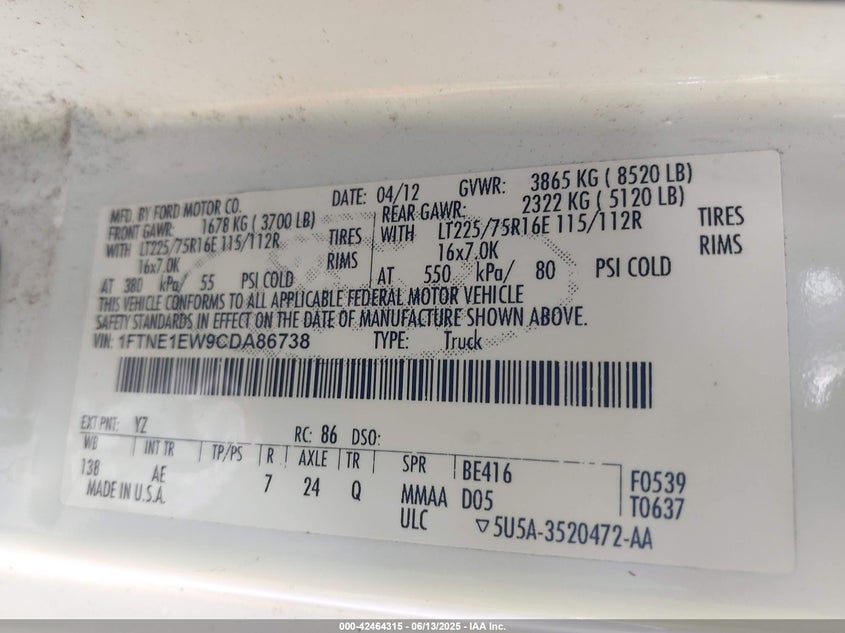 MFD. BY FORD MOTOR CO. DATE: 04/12 GVWR: 3865 KG ( 8520 LB)
FRONT GAWR: 1678 KG ( 3700 LB) REAR GAWR: 2322 KG ( 5120 LB)
WITH LT225/75R16E 115/112R TIRES WITH LT225/75R16E 115/112R TIRES
16x7.0K RIMS 16x7.0K RIMS
AT 380 kPa/ 55 PSI COLD AT 550 kPa/ 80 PSI COLD
THIS VEHICLE CONFORMS TO ALL APPLICABLE FEDERAL MOTOR VEHICLE
SAFETY STNDS IN EFFECT ON THE DATE OF MANUFACTURE SHOWN ABOVE.
VIN: 1FTNE1EW9CDA86738 TYPE: Truck
EXT PNT: YZ RC: 86 DSO:
WB INT TR TP/PS R AXLE TR SPR BE416 F0539
138 AE 7 24 Q MMAA D05 T0637
MADE IN U.S.A. ULC ▽5U5A-3520472-AA
000-42464315 - 06/13/2025 - IAA Inc.